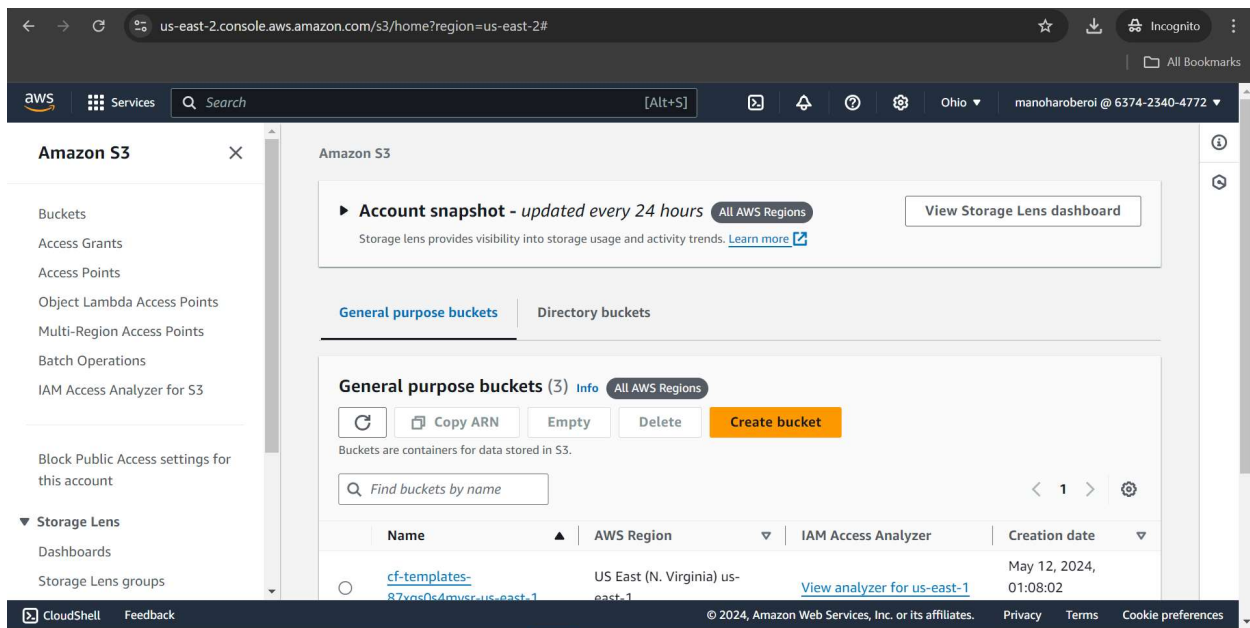 us-east-2.console.aws.amazon.com/s3/home?region=us-east-2#
Incognito
All Bookmarks
aws
Services
Search
[Alt+S]
Ohio
manoharoberoi @ 6374-2340-4772
Amazon S3
Buckets
Access Grants
Access Points
Object Lambda Access Points
Multi-Region Access Points
Batch Operations
IAM Access Analyzer for S3
Block Public Access settings for
this account
Storage Lens
Dashboards
Storage Lens groups
Amazon S3
Account snapshot - updated every 24 hours All AWS Regions
Storage lens provides visibility into storage usage and activity trends. Learn more
View Storage Lens dashboard
General purpose buckets
Directory buckets
General purpose buckets (3) Info All AWS Regions
Copy ARN
Empty
Delete
Create bucket
Buckets are containers for data stored in S3.
Find buckets by name
1
Name
AWS Region
IAM Access Analyzer
Creation date
cf-templates-
US East (N. Virginia) us-
east-1
View analyzer for us-east-1
May 12, 2024,
01:08:02
CloudShell
Feedback
© 2024, Amazon Web Services, Inc. or its affiliates.
Privacy
Terms
Cookie preferences